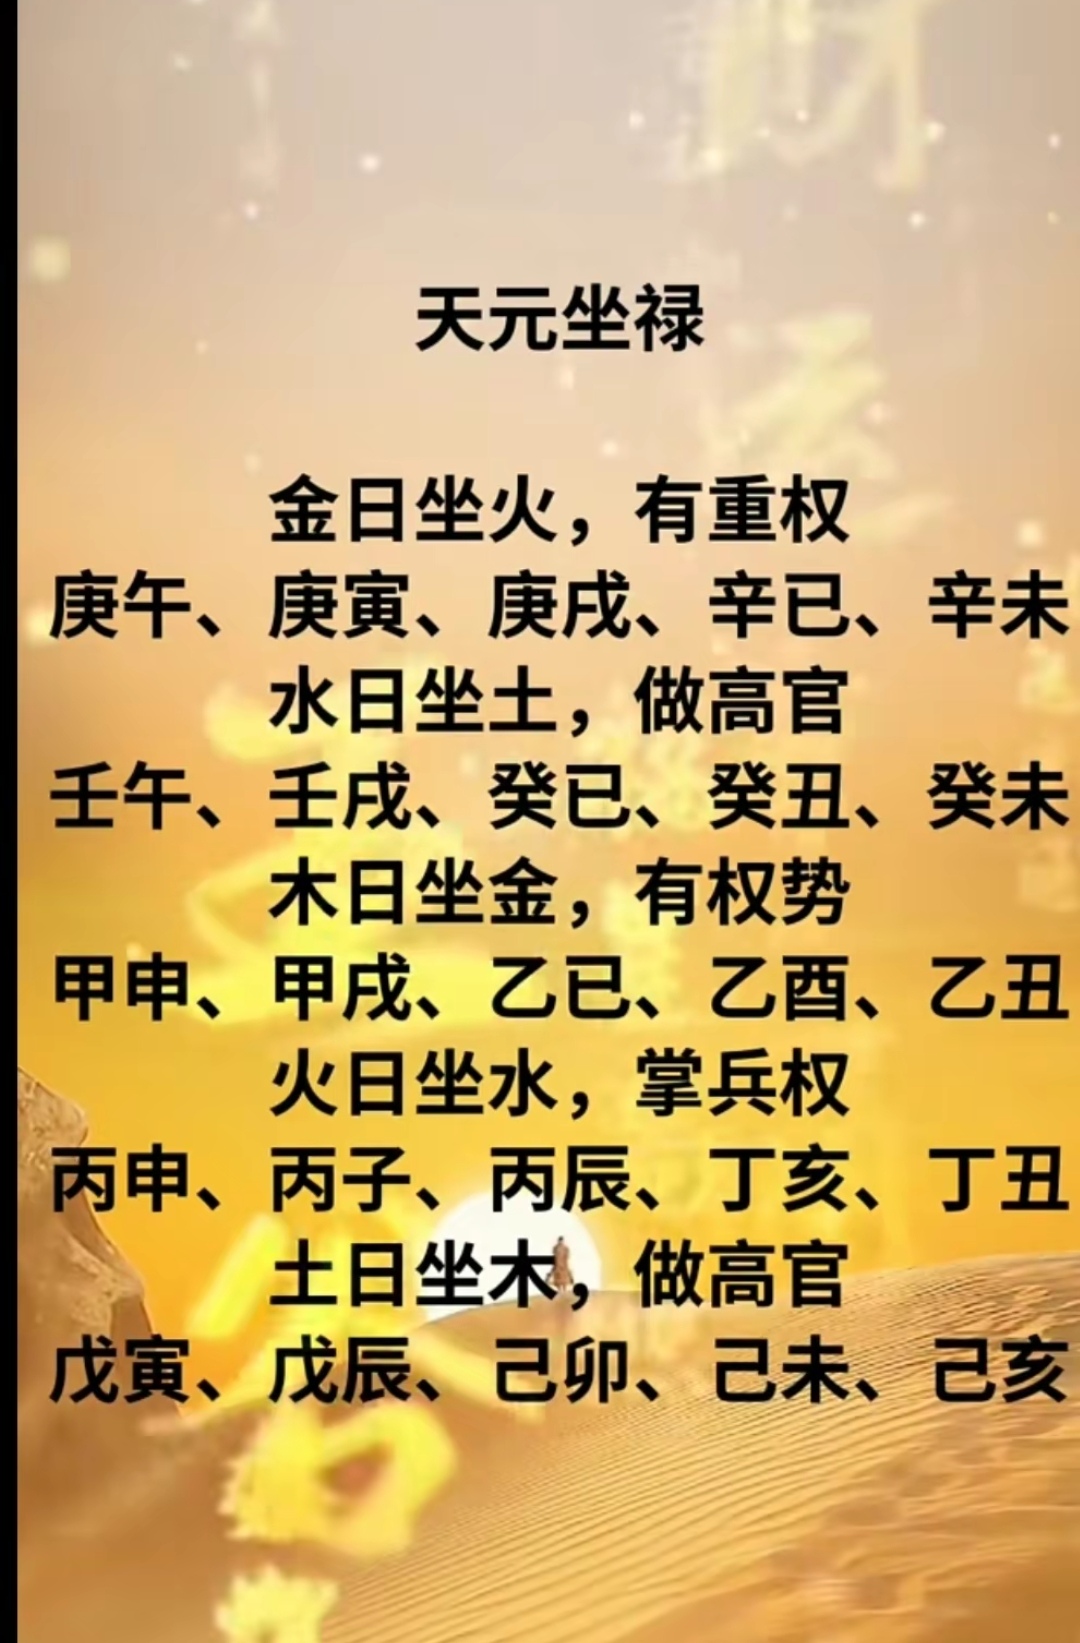 天元坐禄
金日坐火，有重权
庚午、庚寅、庚戌、辛已、辛未
水日坐土，做高官
壬午、壬戌、癸已、癸丑、癸未
木日坐金，有权势
甲申、甲戌、乙已、乙酉、乙丑
火日坐水，掌兵权
丙申、丙子、丙辰、丁亥、丁丑
土日坐木，做高官
戊寅、戊辰、己卯、己未、己亥